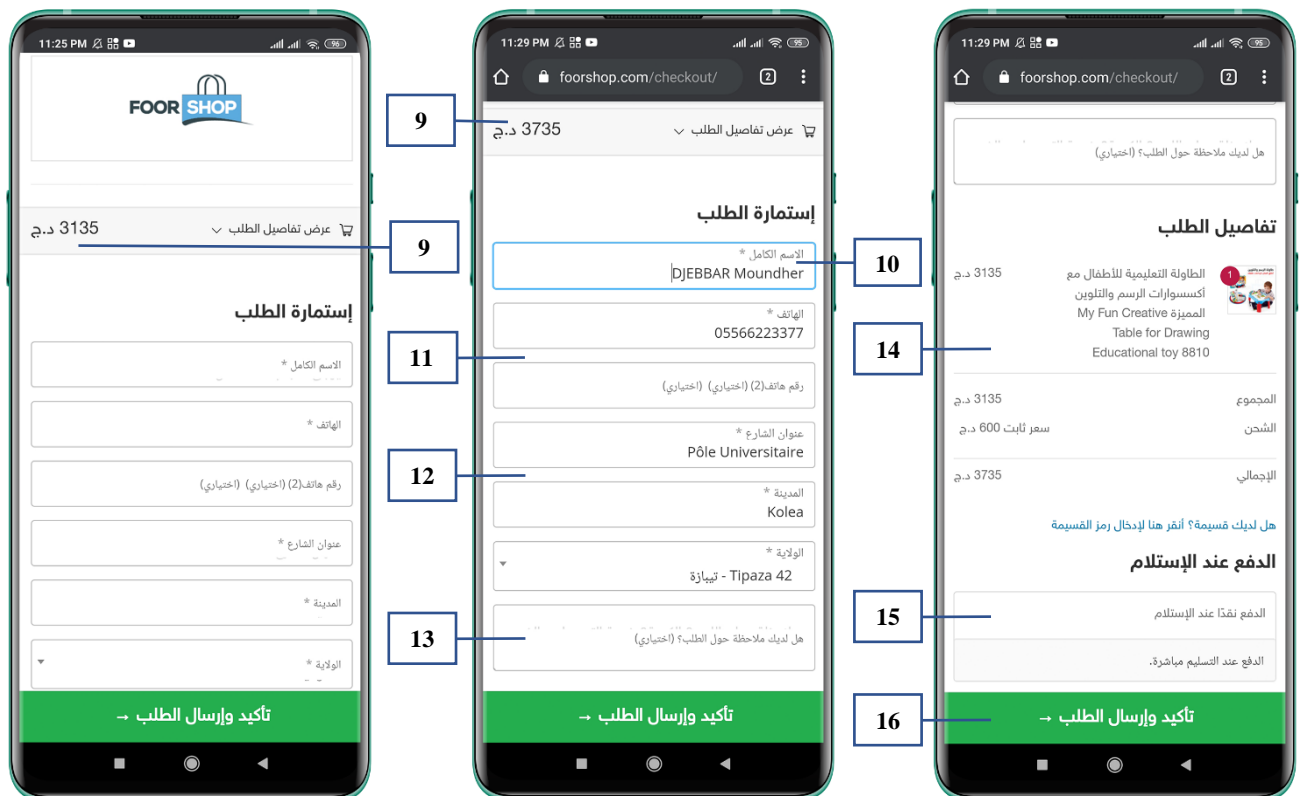 11:25 PM
96
FOOR SHOP
عرض تفاصيل الطلب
3135 د.ج
إستمارة الطلب
الاسم الكامل *
الهاتف *
رقم هاتف(2) (اختياري) (اختياري)
عنوان الشارع *
المدينة *
الولاية *
تأكيد وإرسال الطلب →
9
9
11:29 PM
95
foorshop.com/checkout/
2
عرض تفاصيل الطلب
3735 د.ج
إستمارة الطلب
الاسم الكامل *
DJEBBAR Moundher
الهاتف *
05566223377
رقم هاتف(2) (اختياري) (اختياري)
عنوان الشارع *
Pôle Universitaire
المدينة *
Kolea
الولاية *
42 Tipaza - تيبازة
هل لديك ملاحظة حول الطلب؟ (اختياري)
تأكيد وإرسال الطلب →
10
11
12
13
11:29 PM
95
foorshop.com/checkout/
2
هل لديك ملاحظة حول الطلب؟ (اختياري)
تفاصيل الطلب
1
الطاولة التعليمية للأطفال مع
3135 د.ج
أكسسوارات الرسم والتلوين
المميزة My Fun Creative
Table for Drawing
Educational toy 8810
المجموع
3135 د.ج
الشحن
سعر ثابت 600 د.ج
الإجمالي
3735 د.ج
هل لديك قسيمة؟ أنقر هنا لإدخال رمز القسيمة
الدفع عند الإستلام
الدفع نقدًا عند الإستلام
الدفع عند التسليم مباشرة.
تأكيد وإرسال الطلب →
14
15
16